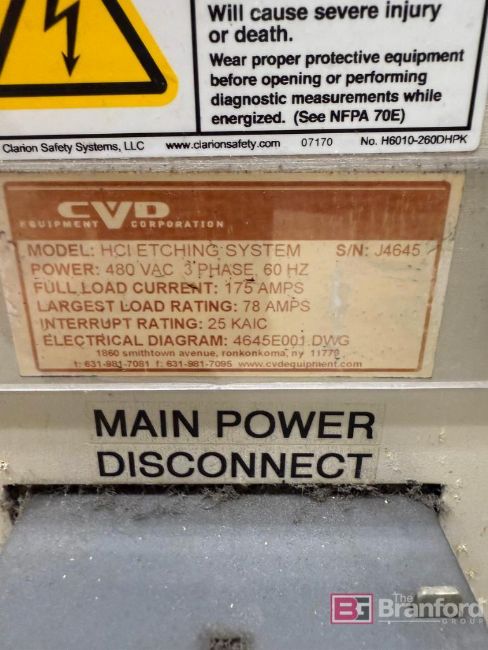 Will cause severe injury
or death.
Wear proper protective equipment
before opening or performing
diagnostic measurements while
energized. (See NFPA 70E)
Clarion Safety Systems, LLC www.clarionsafety.com 07170 No. H6010-260DHPK
CVD
EQUIPMENT CORPORATION
MODEL: HCl ETCHING SYSTEM S/N: J4645
POWER: 480 VAC 3 PHASE, 60 HZ
FULL LOAD CURRENT: 175 AMPS
LARGEST LOAD RATING: 78 AMPS
INTERRUPT RATING: 25 KAIC
ELECTRICAL DIAGRAM: 4645E001.DWG
1860 smithtown avenue, ronkonkoma, ny 11779
t: 631-981-7081 f: 631-981-7095 www.cvdequipment.com
MAIN POWER
DISCONNECT
BG The
Branford
GROUP